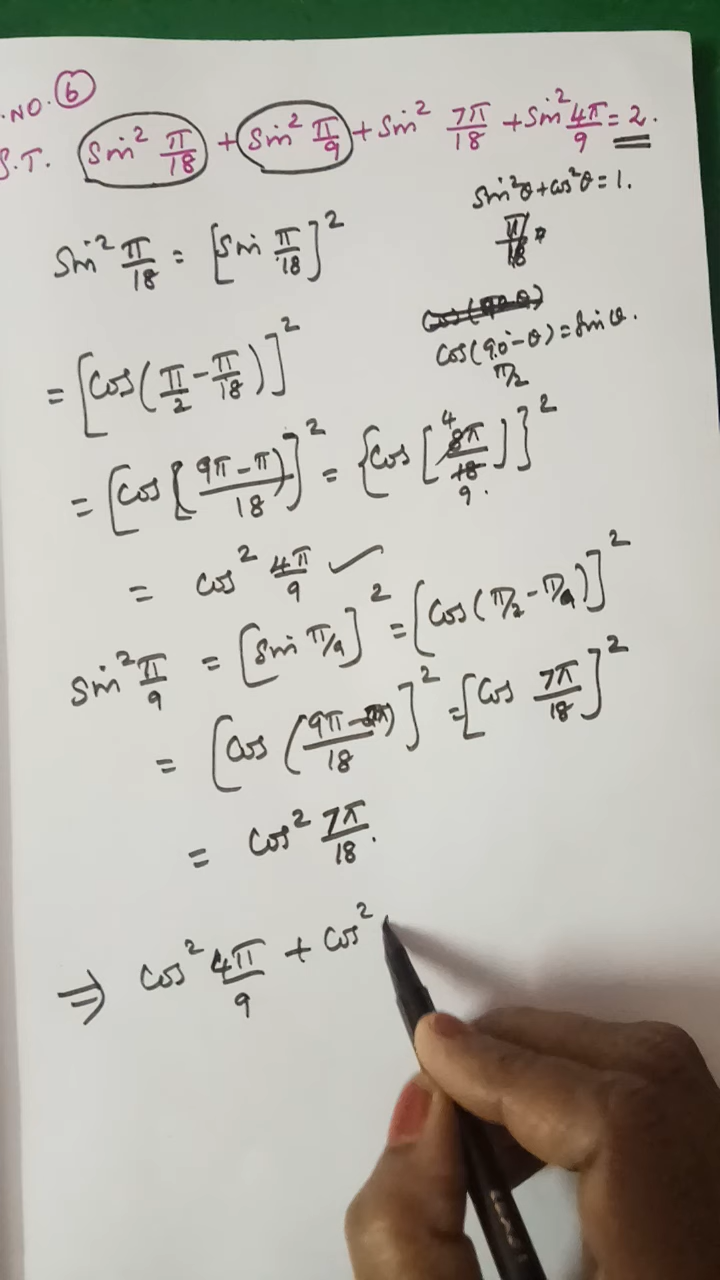 .NO. ⑥
S.T. Sin² π/18 + Sin² π/9 + Sin² 7π/18 + Sin² 4π/9 = 2.
Sin²θ + cos²θ = 1.
π/18
Sin² π/18 = [Sin π/18]²
cos(90°-θ) = Sin θ.
π/2
= [Cos(π/2 - π/18)]²
= [Cos[(9π-π)/18]]² = {Cos[8π/18]}²
4
9.
= cos² 4π/9 ✓
Sin² π/9 = [Sin π/9]² = [Cos(π/2 - π/9)]²
= [Cos((9π-2π)/18)]² = [Cos 7π/18]²
= Cos² 7π/18.
⇒ Cos² 4π/9 + Cos²